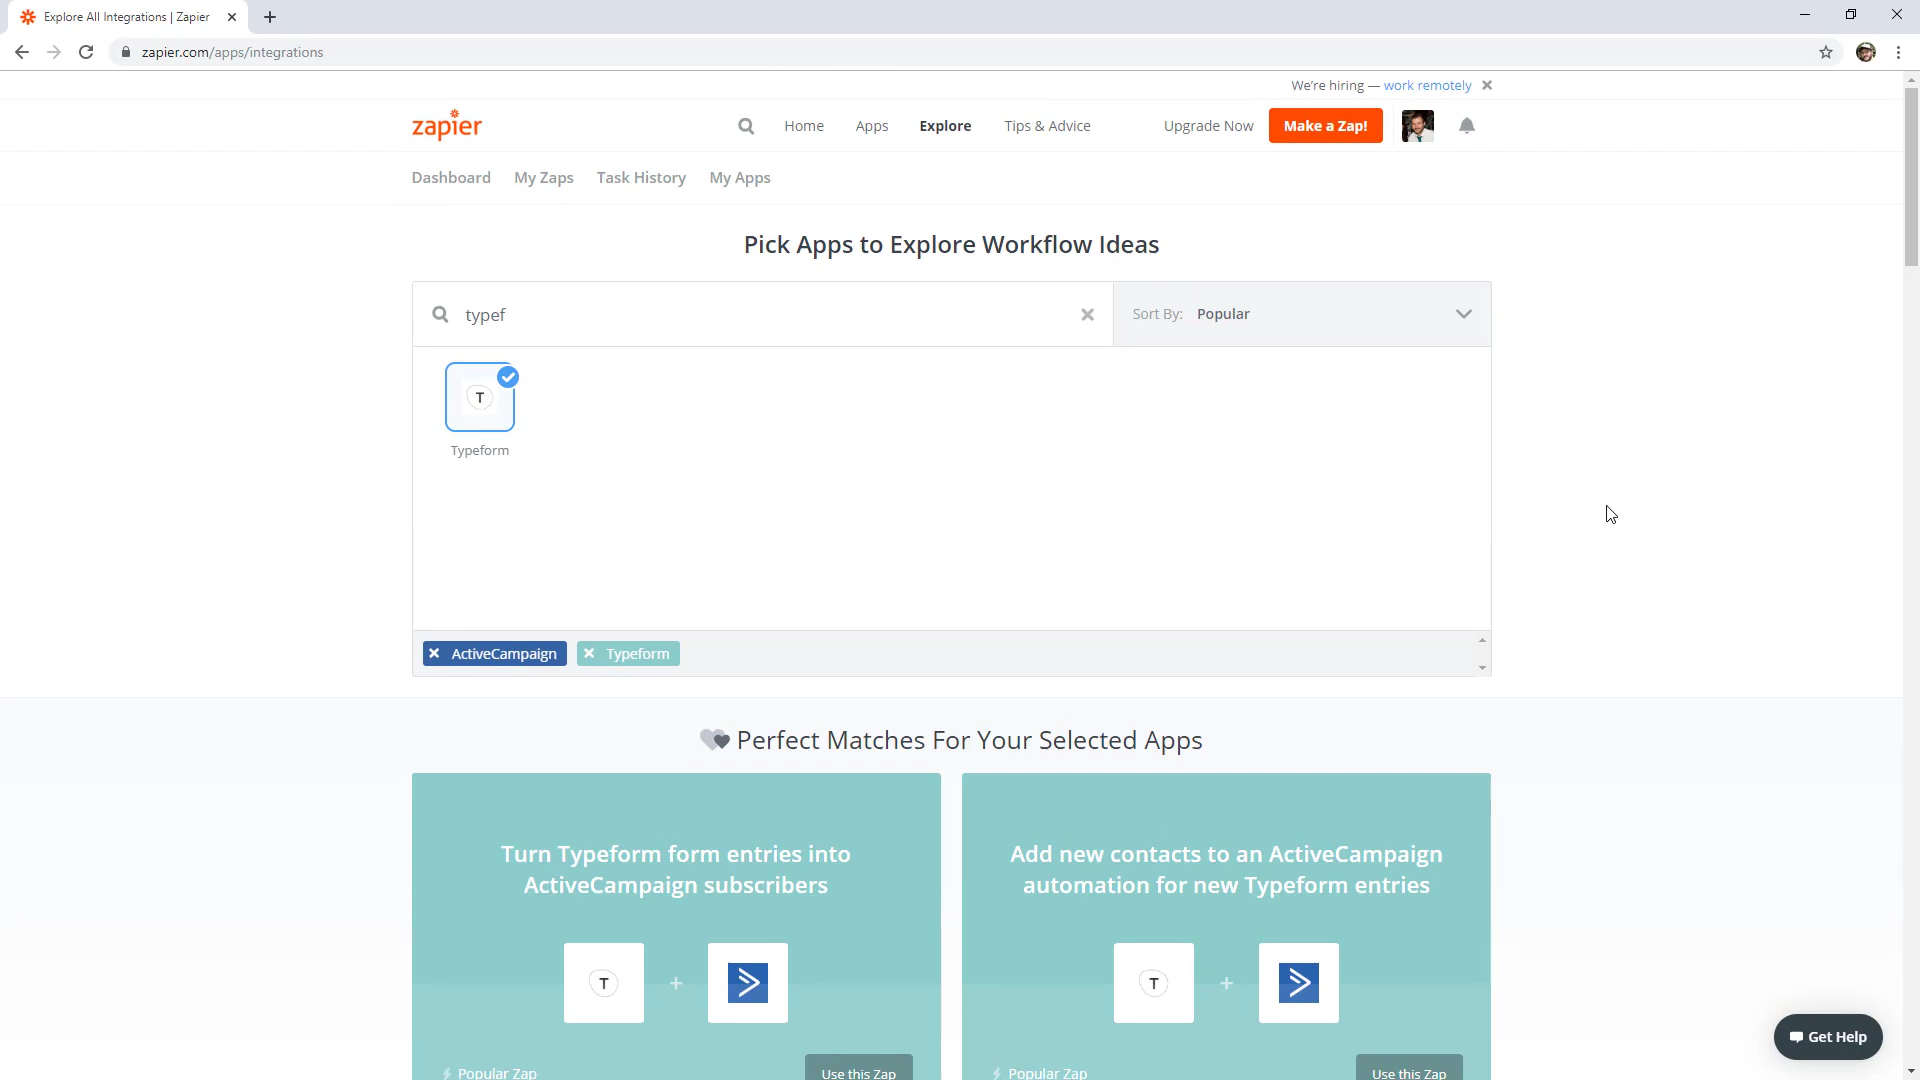 Explore All Integrations | Zapier
zapier.com/apps/integrations
We're hiring — work remotely
zapier
Home Apps Explore Tips & Advice Upgrade Now Make a Zap!
Dashboard My Zaps Task History My Apps
Pick Apps to Explore Workflow Ideas
typef
Sort By: Popular
T
Typeform
ActiveCampaign Typeform
Perfect Matches For Your Selected Apps
Turn Typeform form entries into
ActiveCampaign subscribers
T +
Popular Zap
Use this Zap
Add new contacts to an ActiveCampaign
automation for new Typeform entries
T +
Popular Zap
Use this Zap
Get Help